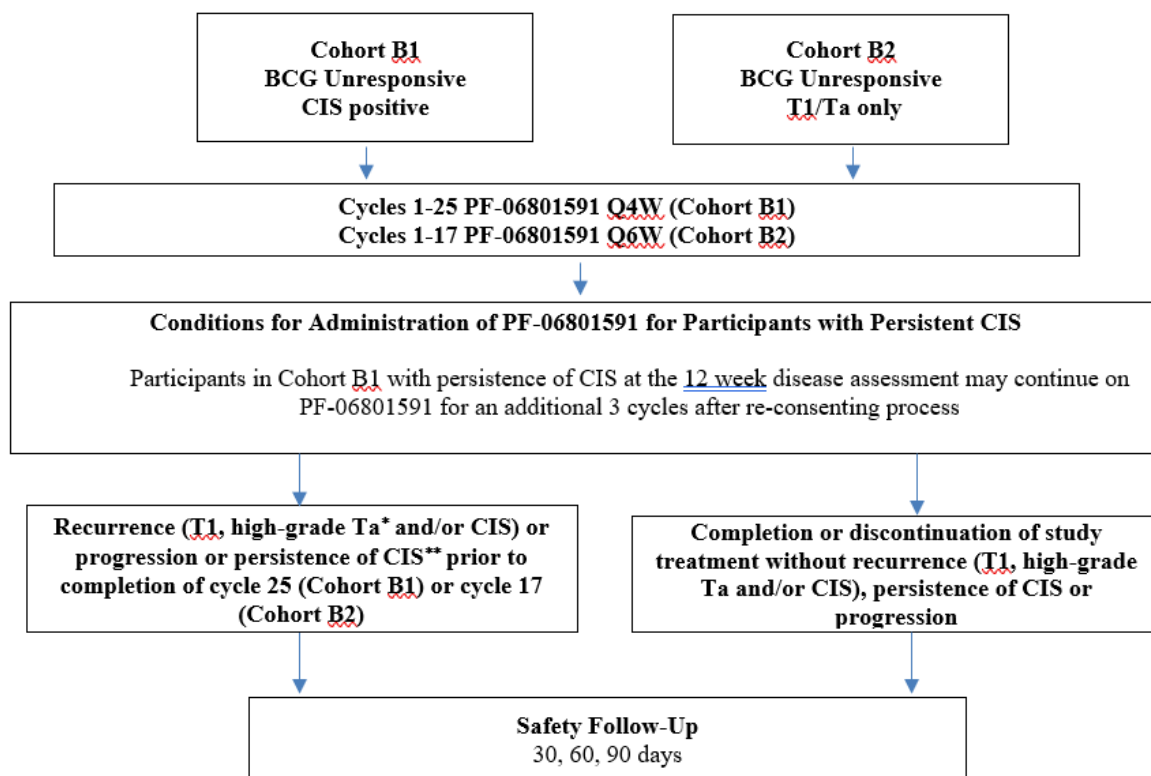 Cohort B1
BCG Unresponsive
CIS positive
Cohort B2
BCG Unresponsive
T1/Ta only
Cycles 1-25 PF-06801591 Q4W (Cohort B1)
Cycles 1-17 PF-06801591 Q6W (Cohort B2)
Conditions for Administration of PF-06801591 for Participants with Persistent CIS
Participants in Cohort B1 with persistence of CIS at the 12 week disease assessment may continue on
PF-06801591 for an additional 3 cycles after re-consenting process
Recurrence (T1, high-grade Ta* and/or CIS) or
progression or persistence of CIS** prior to
completion of cycle 25 (Cohort B1) or cycle 17
(Cohort B2)
Completion or discontinuation of study
treatment without recurrence (T1, high-grade
Ta and/or CIS), persistence of CIS or
progression
Safety Follow-Up
30, 60, 90 days